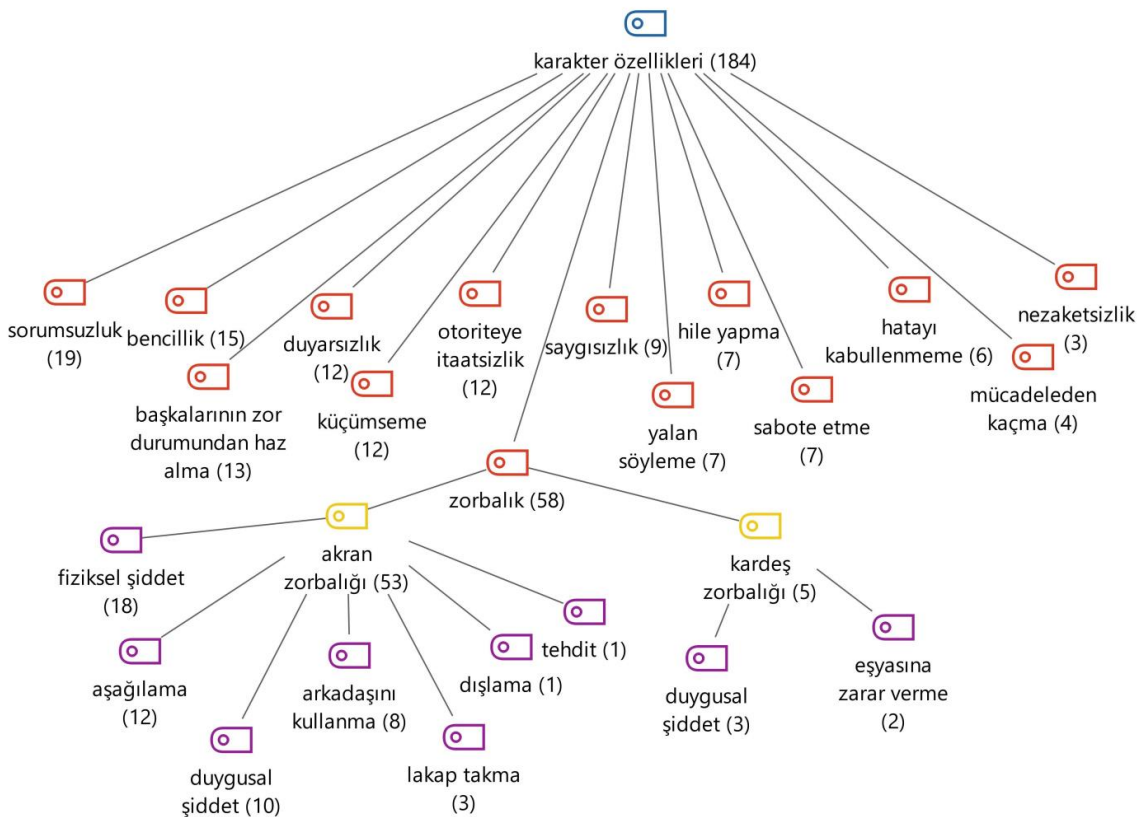 karakter özellikleri (184)
sorumsuzluk
(19)
bencillik (15)
duyarsızlık
(12)
otoriteye
itaatsizlik
(12)
saygısızlık (9)
hile yapma
(7)
hatayı
kabullenmeme (6)
nezaketsizlik
(3)
başkalarının zor
durumundan haz
alma (13)
küçümseme
(12)
yalan
söyleme (7)
sabote etme
(7)
mücadeleden
kaçma (4)
zorbalık (58)
akran
zorbalığı (53)
kardeş
zorbalığı (5)
fiziksel şiddet
(18)
aşağılama
(12)
duygusal
şiddet (10)
arkadaşını
kullanma (8)
lakap takma
(3)
dışlama (1)
tehdit (1)
duygusal
şiddet (3)
eşyasına
zarar verme
(2)